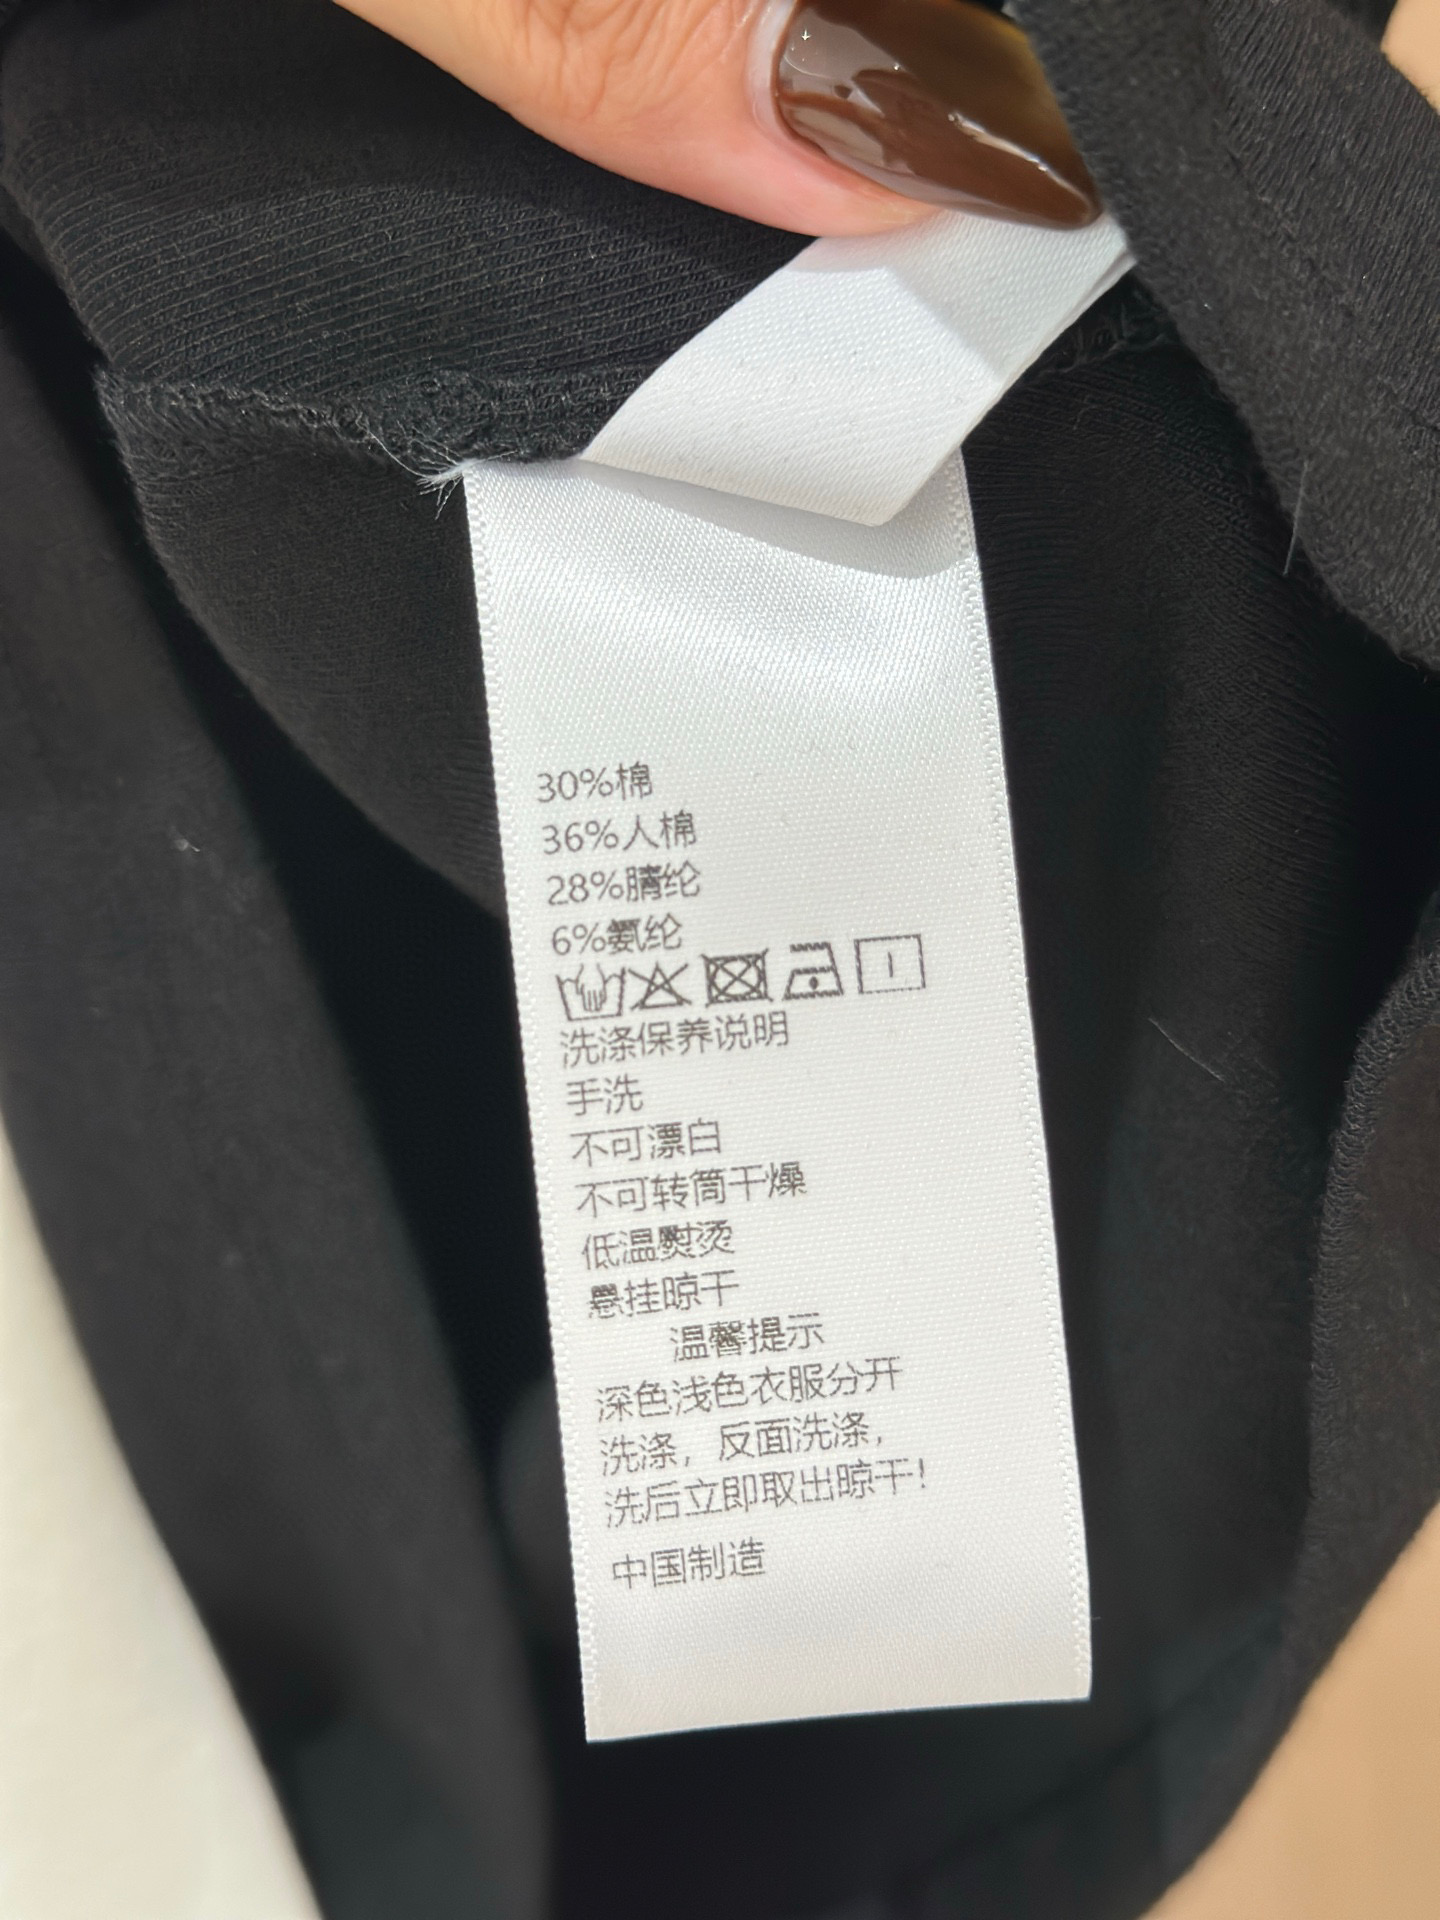 30%棉
36%人棉
28%腈纶
6%氨纶
洗涤保养说明
手洗
不可漂白
不可转筒干燥
低温熨烫
悬挂晾干
温馨提示
深色浅色衣服分开
洗涤，反面洗涤，
洗后立即取出晾干！
中国制造